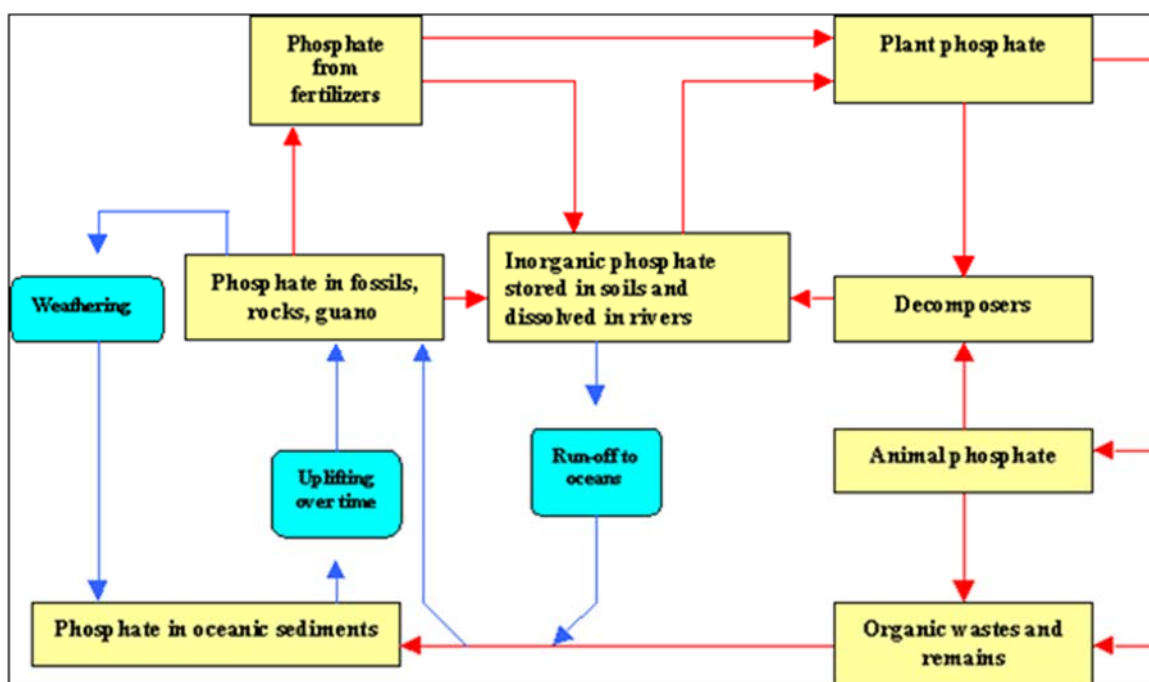 Phosphate
from
fertilizers
Plant phosphate
Weathering
Phosphate in fossils,
rocks, guano
Inorganic phosphate
stored in soils and
dissolved in rivers
Decomposers
Uplifting
over time
Run-off to
oceans
Animal phosphate
Phosphate in oceanic sediments
Organic wastes and
remains